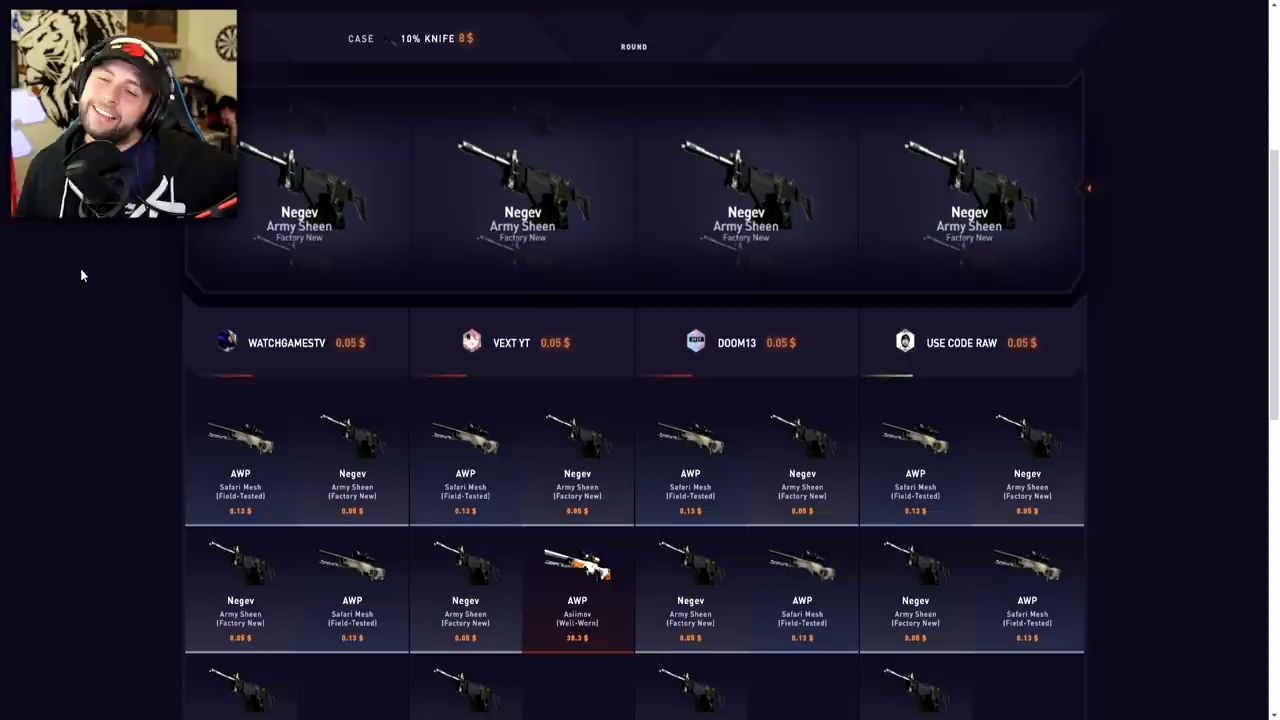 CASE 10% KNIFE 8$
ROUND
Negev
Army Sheen
Factory New
Negev
Army Sheen
Factory New
Negev
Army Sheen
Factory New
Negev
Army Sheen
Factory New
WATCHGAMESTV 0.05 $
VEXT YT 0.05 $
DOOM13 0.05 $
USE CODE RAW 0.05 $
AWP
Safari Mesh
(Field-Tested)
0.13 $
Negev
Army Sheen
(Factory New)
0.05 $
AWP
Safari Mesh
(Field-Tested)
0.13 $
Negev
Army Sheen
(Factory New)
0.05 $
AWP
Safari Mesh
(Field-Tested)
0.13 $
Negev
Army Sheen
(Factory New)
0.05 $
AWP
Safari Mesh
(Field-Tested)
0.13 $
Negev
Army Sheen
(Factory New)
0.05 $
Negev
Army Sheen
(Factory New)
0.05 $
AWP
Safari Mesh
(Field-Tested)
0.13 $
Negev
Army Sheen
(Factory New)
0.05 $
AWP
Asiimov
(Well-Worn)
38.3 $
Negev
Army Sheen
(Factory New)
0.05 $
AWP
Safari Mesh
(Field-Tested)
0.13 $
Negev
Army Sheen
(Factory New)
0.05 $
AWP
Safari Mesh
(Field-Tested)
0.13 $